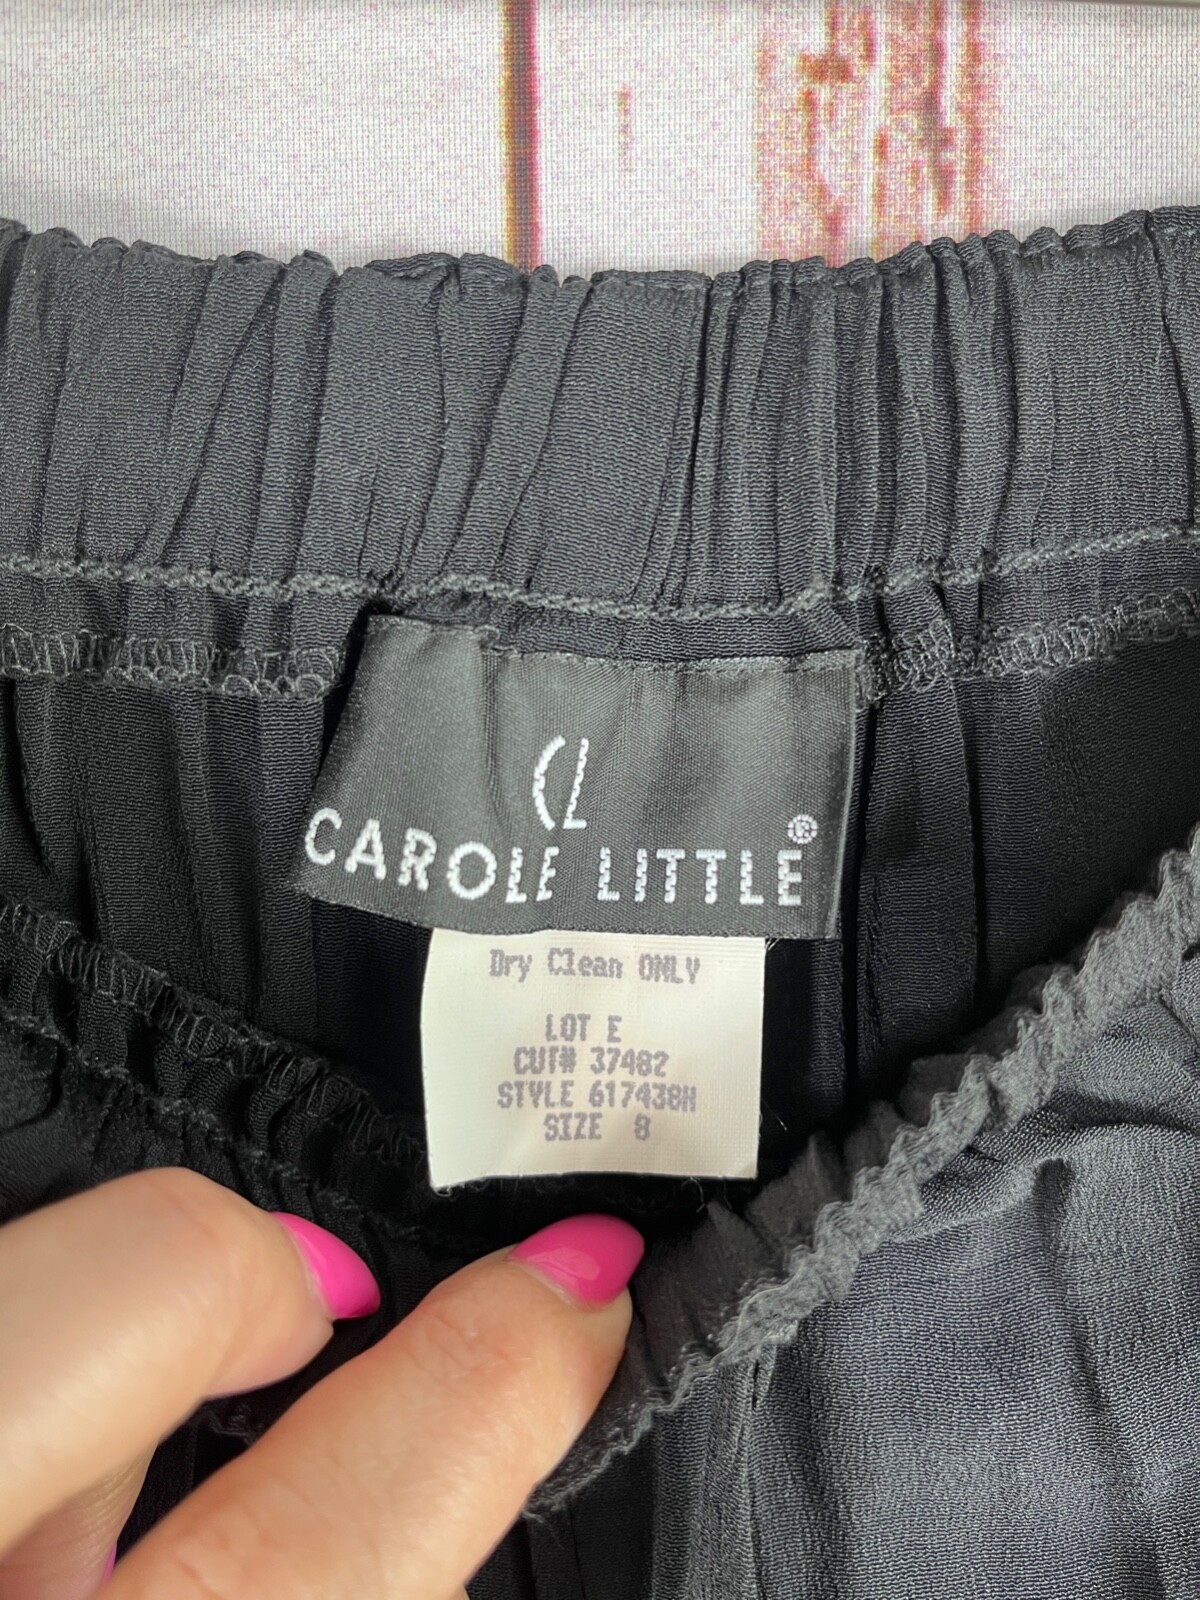 CL
CAROLE LITTLE®
Dry Clean ONLY
LOT E
CUT# 37482
STYLE 617438H
SIZE 8